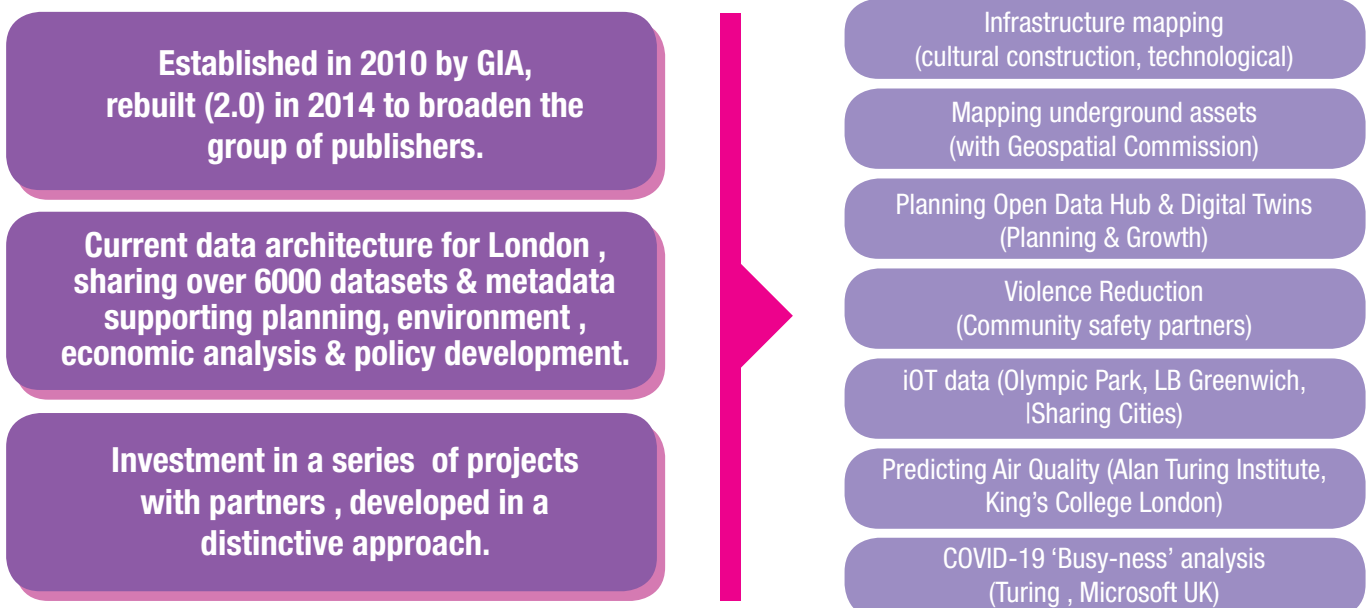 Established in 2010 by GIA,
rebuilt (2.0) in 2014 to broaden the
group of publishers.
Current data architecture for London ,
sharing over 6000 datasets & metadata
supporting planning, environment ,
economic analysis & policy development.
Investment in a series  of projects
with partners , developed in a
distinctive approach.
Infrastructure mapping
(cultural construction, technological)
Mapping underground assets
(with Geospatial Commission)
Planning Open Data Hub & Digital Twins
(Planning & Growth)
Violence Reduction
(Community safety partners)
iOT data (Olympic Park, LB Greenwich,
|Sharing Cities)
Predicting Air Quality (Alan Turing Institute,
King’s College London)
COVID-19 ‘Busy-ness’ analysis
(Turing , Microsoft UK)